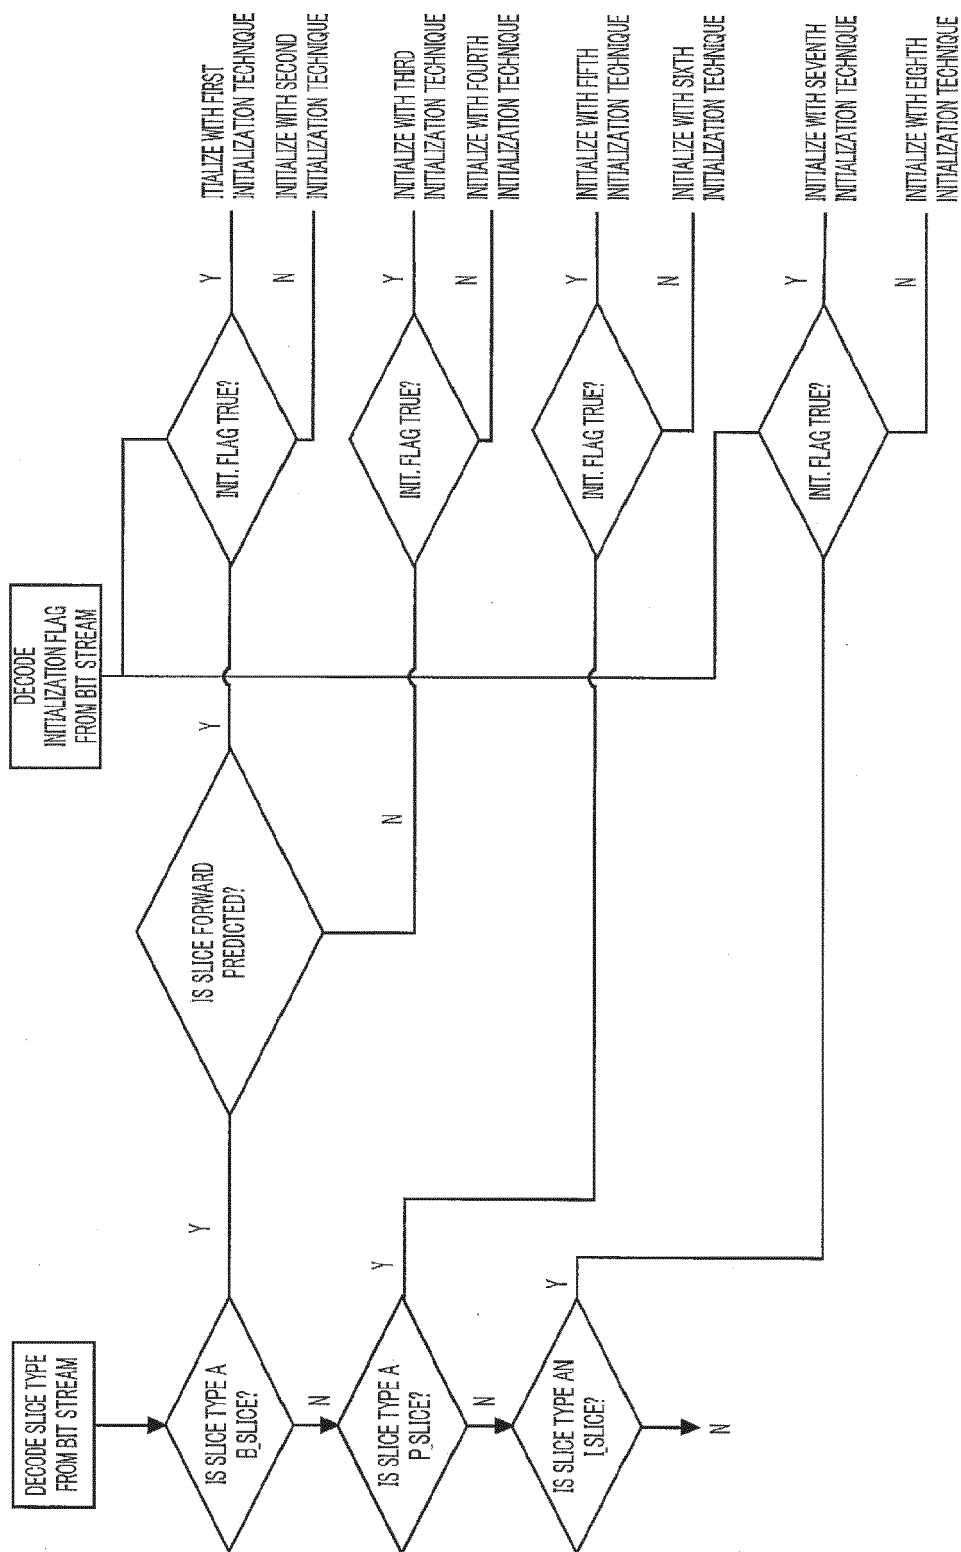 DECODE SLICE TYPE
FROM BIT STREAM
IS SLICE TYPE A
B_SLICE?
Y
N
IS SLICE TYPE A
P_SLICE?
Y
N
IS SLICE TYPE AN
I_SLICE?
Y
N
IS SLICE FORWARD
PREDICTED?
Y
N
DECODE
INITIALIZATION FLAG
FROM BIT STREAM
INIT. FLAG TRUE?
Y
N
INIT. FLAG TRUE?
Y
N
INIT. FLAG TRUE?
Y
N
INIT. FLAG TRUE?
Y
N
ITIALIZE WITH FIRST
INITIALIZATION TECHNIQUE
INITIALIZE WITH SECOND
INITIALIZATION TECHNIQUE
INITIALIZE WITH THIRD
INITIALIZATION TECHNIQUE
INITIALIZE WITH FOURTH
INITIALIZATION TECHNIQUE
INITIALIZE WITH FIFTH
INITIALIZATION TECHNIQUE
INITIALIZE WITH SIXTH
INITIALIZATION TECHNIQUE
INITIALIZE WITH SEVENTH
INITIALIZATION TECHNIQUE
INITIALIZE WITH EIGHTH
INITIALIZATION TECHNIQUE